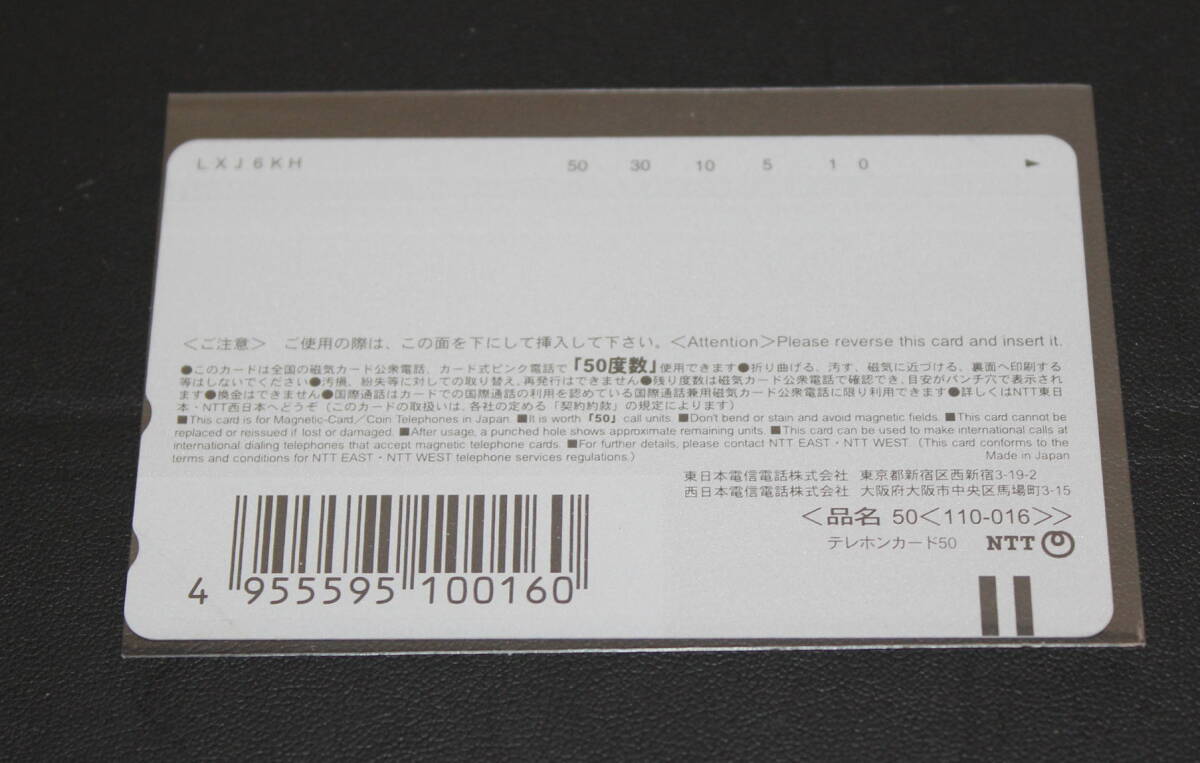 LXJ6KH 50 30 10 5 1 0 ▶
＜ご注意＞ ご使用の際は、この面を下にして挿入して下さい。＜Attention＞Please reverse this card and insert it.
●このカードは全国の磁気カード公衆電話、カード式ピンク電話で「50度数」使用できます●折り曲げる、汚す、磁気に近づける、裏面へ印刷する
等はしないでください●汚損、紛失等に対しての取り替え、再発行はできません●残り度数は磁気カード公衆電話で確認でき、目安がパンチ穴で表示され
ます●換金はできません●国際通話はカードでの国際通話の利用を認めている国際通話兼用磁気カード公衆電話に限り利用できます●詳しくはNTT東日
本・NTT西日本へどうぞ（このカードの取扱いは、各社の定める「契約約款」の規定によります）
■This card is for Magnetic-Card／Coin Telephones in Japan. ■It is worth「50」call units. ■Don't bend or stain and avoid magnetic fields. ■This card cannot be
replaced or reissued if lost or damaged. ■After usage, a punched hole shows approximate remaining units. ■This card can be used to make international calls at
international dialing telephones that accept magnetic telephone cards. ■For further details, please contact NTT EAST・NTT WEST. (This card conforms to the
terms and conditions for NTT EAST・NTT WEST telephone services regulations.) Made in Japan
東日本電信電話株式会社 東京都新宿区西新宿3-19-2
西日本電信電話株式会社 大阪府大阪市中央区馬場町3-15
＜品名 50＜110-016＞＞
テレホンカード50 NTT
4 955595 100160